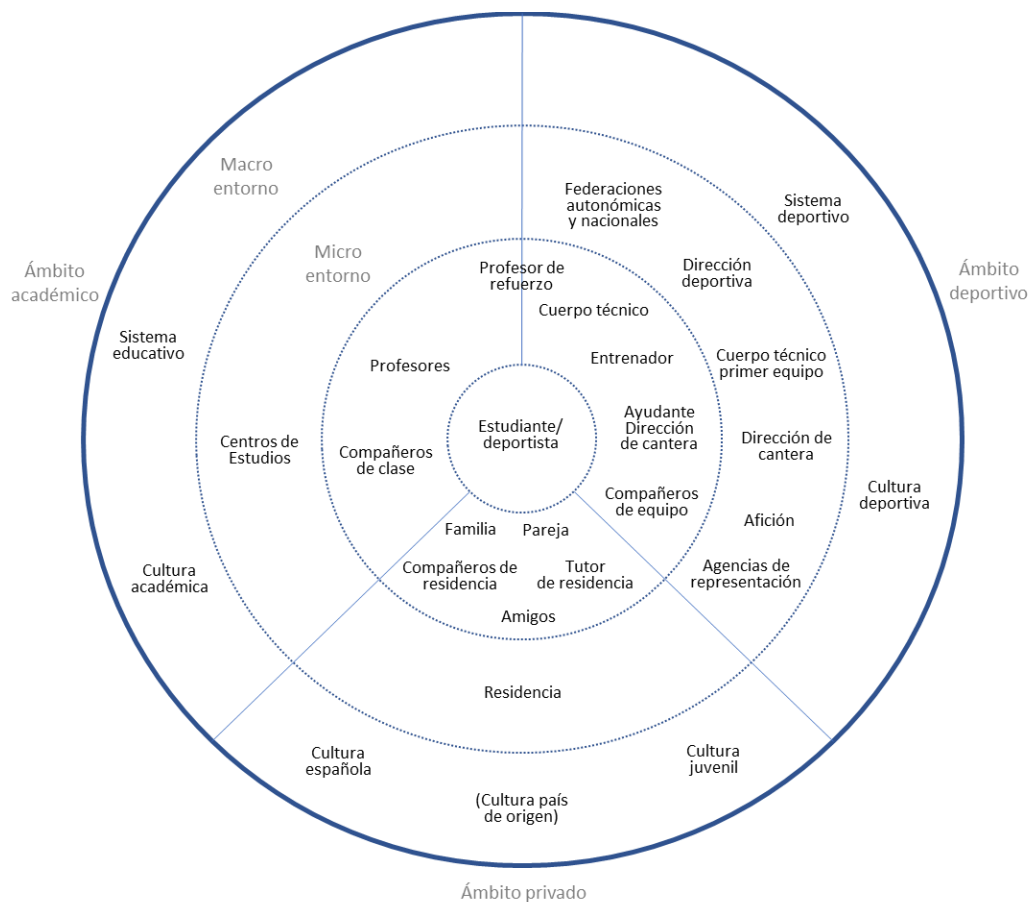 Macro
entorno
Federaciones
autonómicas
y nacionales
Sistema
deportivo
Micro
entorno
Profesor de
refuerzo
Dirección
deportiva
Ámbito
académico
Ámbito
deportivo
Cuerpo técnico
Sistema
educativo
Profesores
Entrenador
Cuerpo técnico
primer equipo
Estudiante/
deportista
Ayudante
Dirección
de cantera
Centros de
Estudios
Compañeros
de clase
Dirección de
cantera
Cultura
deportiva
Compañeros
de equipo
Afición
Familia
Pareja
Cultura
académica
Compañeros de
residencia
Tutor
de residencia
Agencias de
representación
Amigos
Residencia
Cultura
española
Cultura
juvenil
(Cultura país
de origen)
Ámbito privado